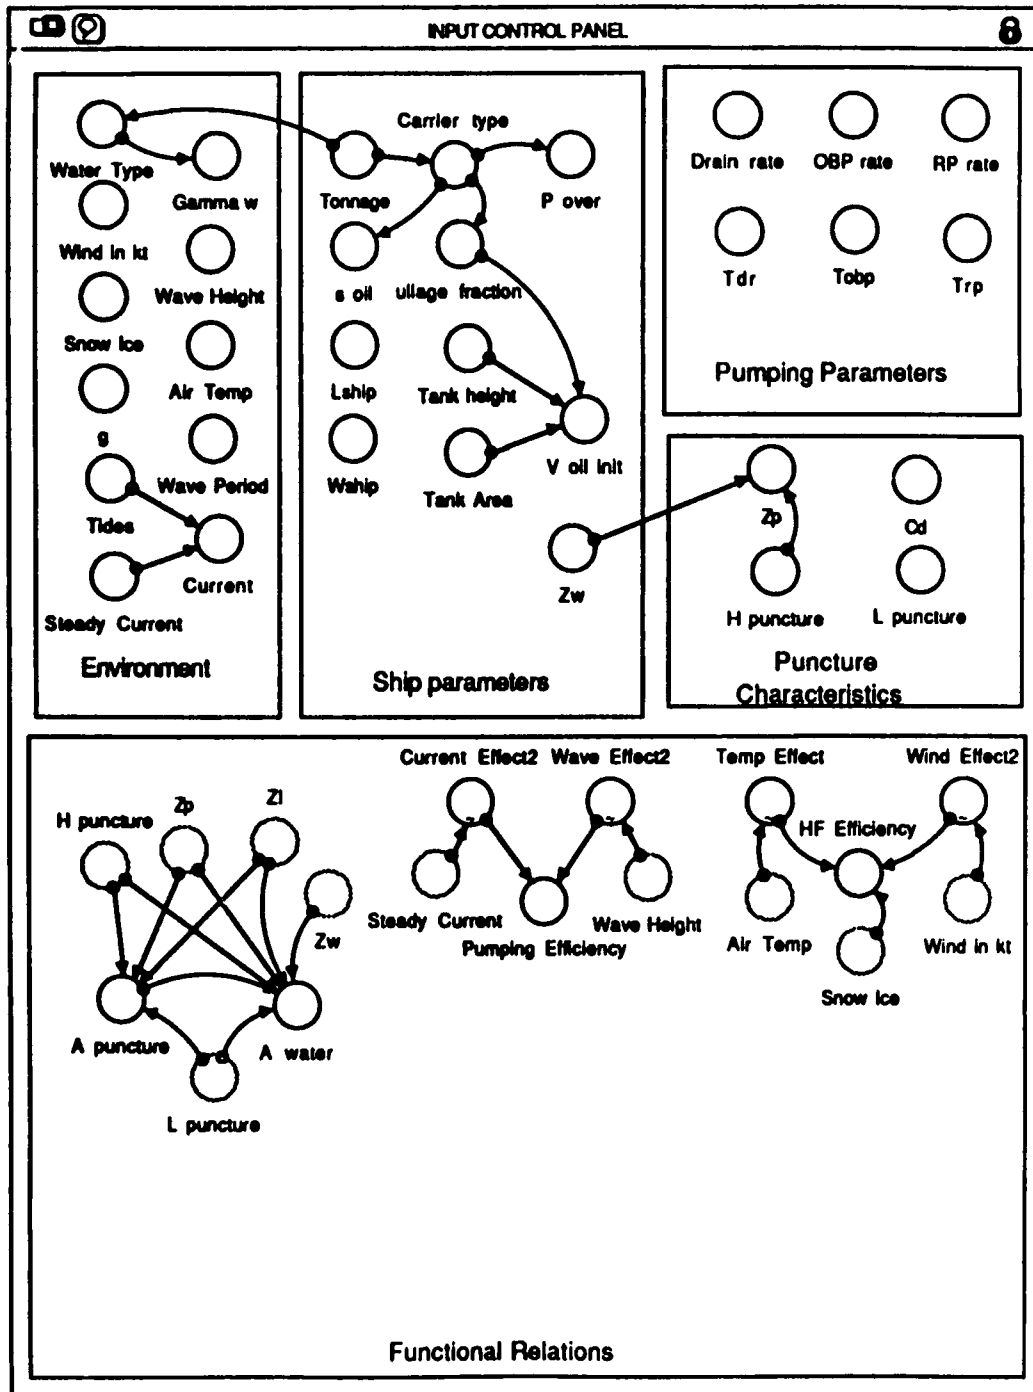 INPUT CONTROL PANEL
Water Type
Gamma w
Wind in kt
Wave Height
Snow Ice
Air Temp
g
Wave Period
Tides
Current
Steady Current
Environment
Carrier type
Tonnage
P over
s oil
ullage fraction
Lship
Tank height
Wship
Tank Area
V oil init
Zw
Ship parameters
Drain rate
OBP rate
RP rate
Tdr
Tobp
Trp
Pumping Parameters
Zp
Cd
H puncture
L puncture
Puncture
Characteristics
H puncture
Zp
Zl
Zw
A puncture
A water
L puncture
Current Effect2
Wave Effect2
~
~
Steady Current
Wave Height
Pumping Efficiency
Temp Effect
Wind Effect2
~
~
HF Efficiency
Air Temp
Wind in kt
Snow Ice
Functional Relations